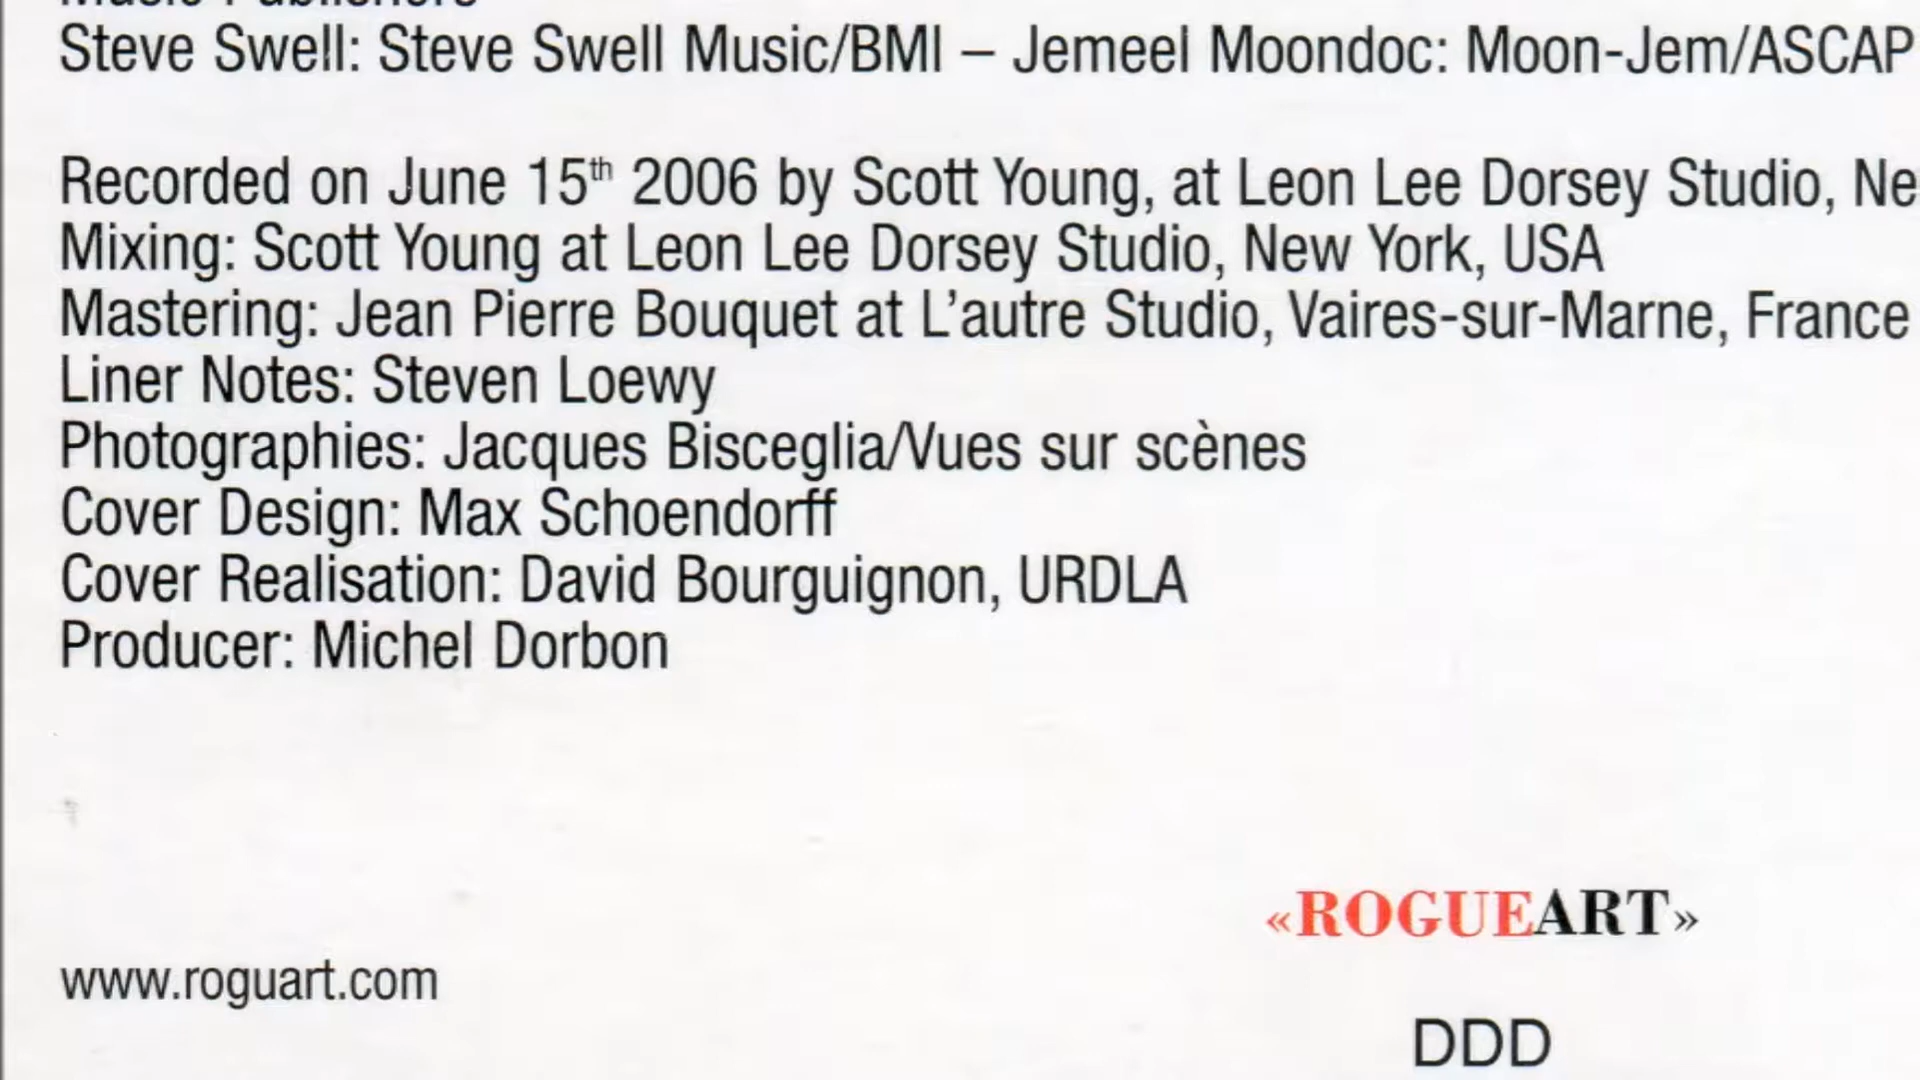 Music Publishers
Steve Swell: Steve Swell Music/BMI – Jemeel Moondoc: Moon-Jem/ASCAP
Recorded on June 15th 2006 by Scott Young, at Leon Lee Dorsey Studio, Ne
Mixing: Scott Young at Leon Lee Dorsey Studio, New York, USA
Mastering: Jean Pierre Bouquet at L’autre Studio, Vaires-sur-Marne, France
Liner Notes: Steven Loewy
Photographies: Jacques Bisceglia/Vues sur scènes
Cover Design: Max Schoendorff
Cover Realisation: David Bourguignon, URDLA
Producer: Michel Dorbon
«ROGUEART»
www.roguart.com
DDD